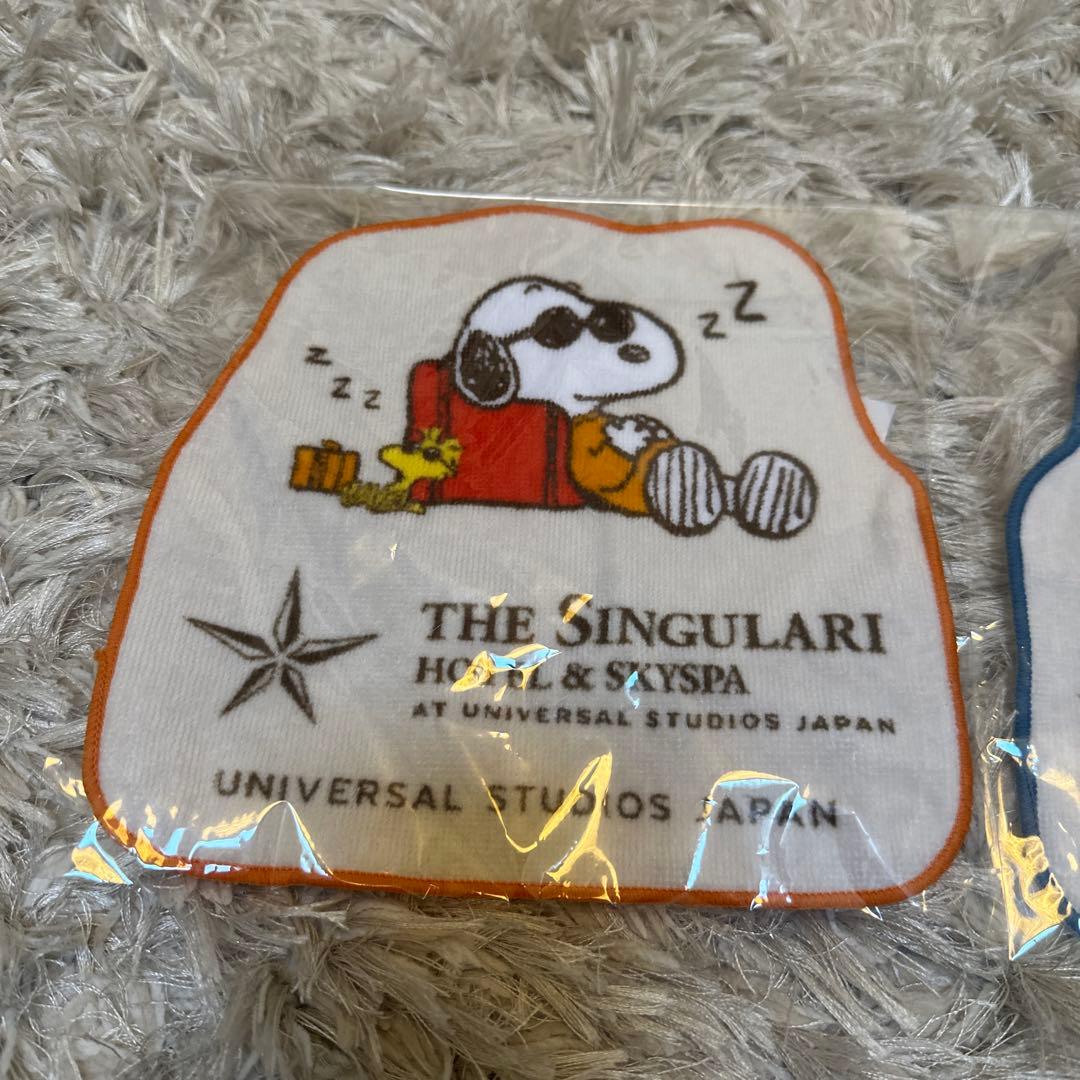 Z Z
Z Z Z
THE SINGULARI
HOTEL & SKYSPA
AT UNIVERSAL STUDIOS JAPAN
UNIVERSAL STUDIOS JAPAN